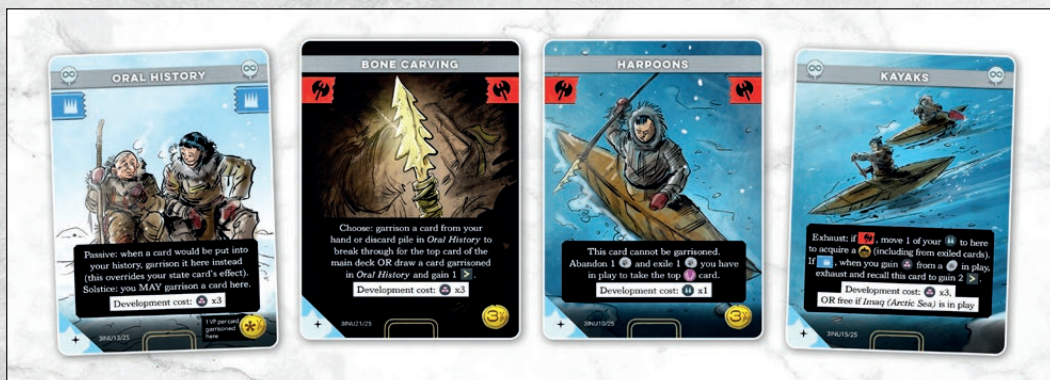 ORAL HISTORY
Passive: when a card would be put into
your history, garrison it here instead
(this overrides your state card's effect).
Solstice: you MAY garrison a card here.
Development cost: x3
1 VP per card
garrisoned
here
3INU13/25
BONE CARVING
Choose: garrison a card from your
hand or discard pile in Oral History to
break through for the top card of the
main deck OR draw a card garrisoned
in Oral History and gain 1 .
Development cost: x3
3INU21/25
3
HARPOONS
This card cannot be garrisoned.
Abandon 1 and exile 1 you have
in play to take the top card.
Development cost: x1
3INU10/25
3
KAYAKS
Exhaust: if , move 1 of your to here
to acquire a (including from exiled cards).
If , when you gain from a in play,
exhaust and recall this card to gain 2 .
Development cost: x3,
OR free if Imaq (Arctic Sea) is in play
3INU15/25